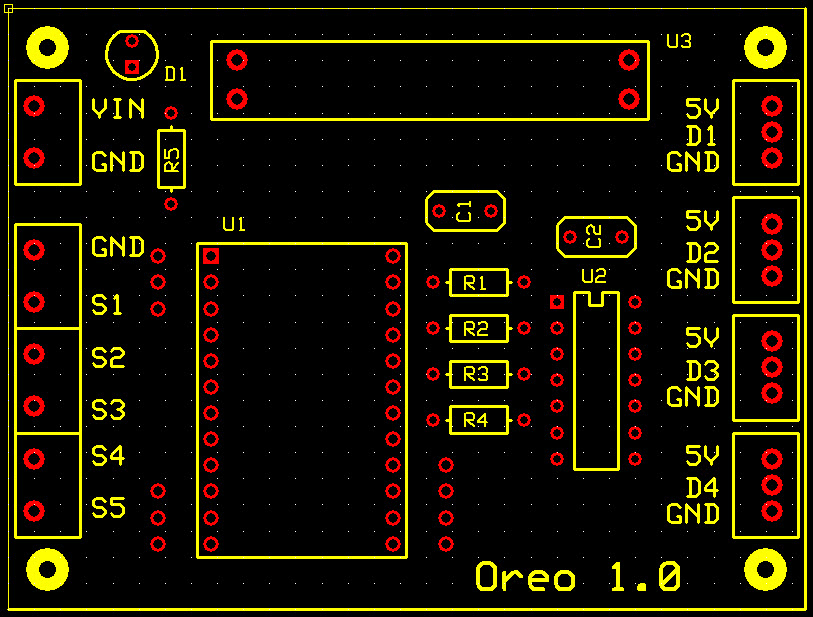 U3
D1
VIN
GND
R5
5V
D1
GND
C1
U1
C2
5V
D2
GND
GND
S1
U2
R1
R2
R3
R4
S2
S3
5V
D3
GND
S4
S5
5V
D4
GND
Oreo 1.0